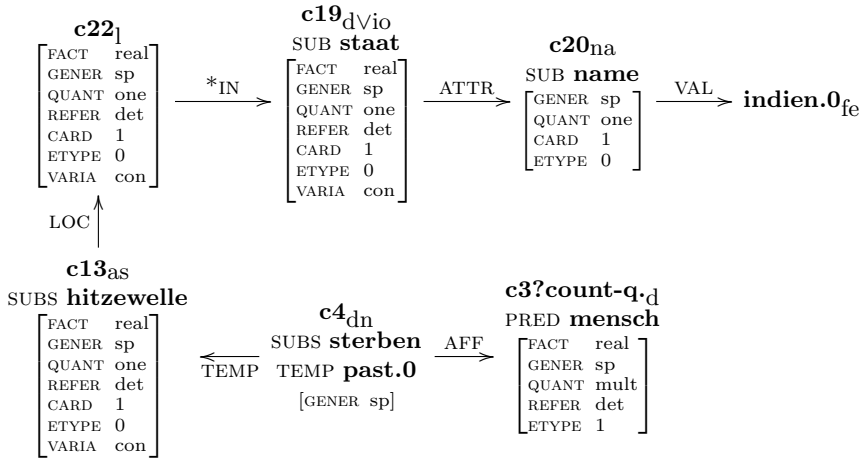 c22l
FACT real
GENER sp
QUANT one
REFER det
CARD 1
ETYPE 0
VARIA con
*IN
c19d∨io
SUB staat
FACT real
GENER sp
QUANT one
REFER det
CARD 1
ETYPE 0
VARIA con
ATTR
c20na
SUB name
GENER sp
QUANT one
CARD 1
ETYPE 0
VAL
indien.0fe
LOC
c13as
SUBS hitzewelle
FACT real
GENER sp
QUANT one
REFER det
CARD 1
ETYPE 0
VARIA con
TEMP
c4dn
SUBS sterben
TEMP past.0
[GENER sp]
AFF
c3?count-q.d
PRED mensch
FACT real
GENER sp
QUANT mult
REFER det
ETYPE 1